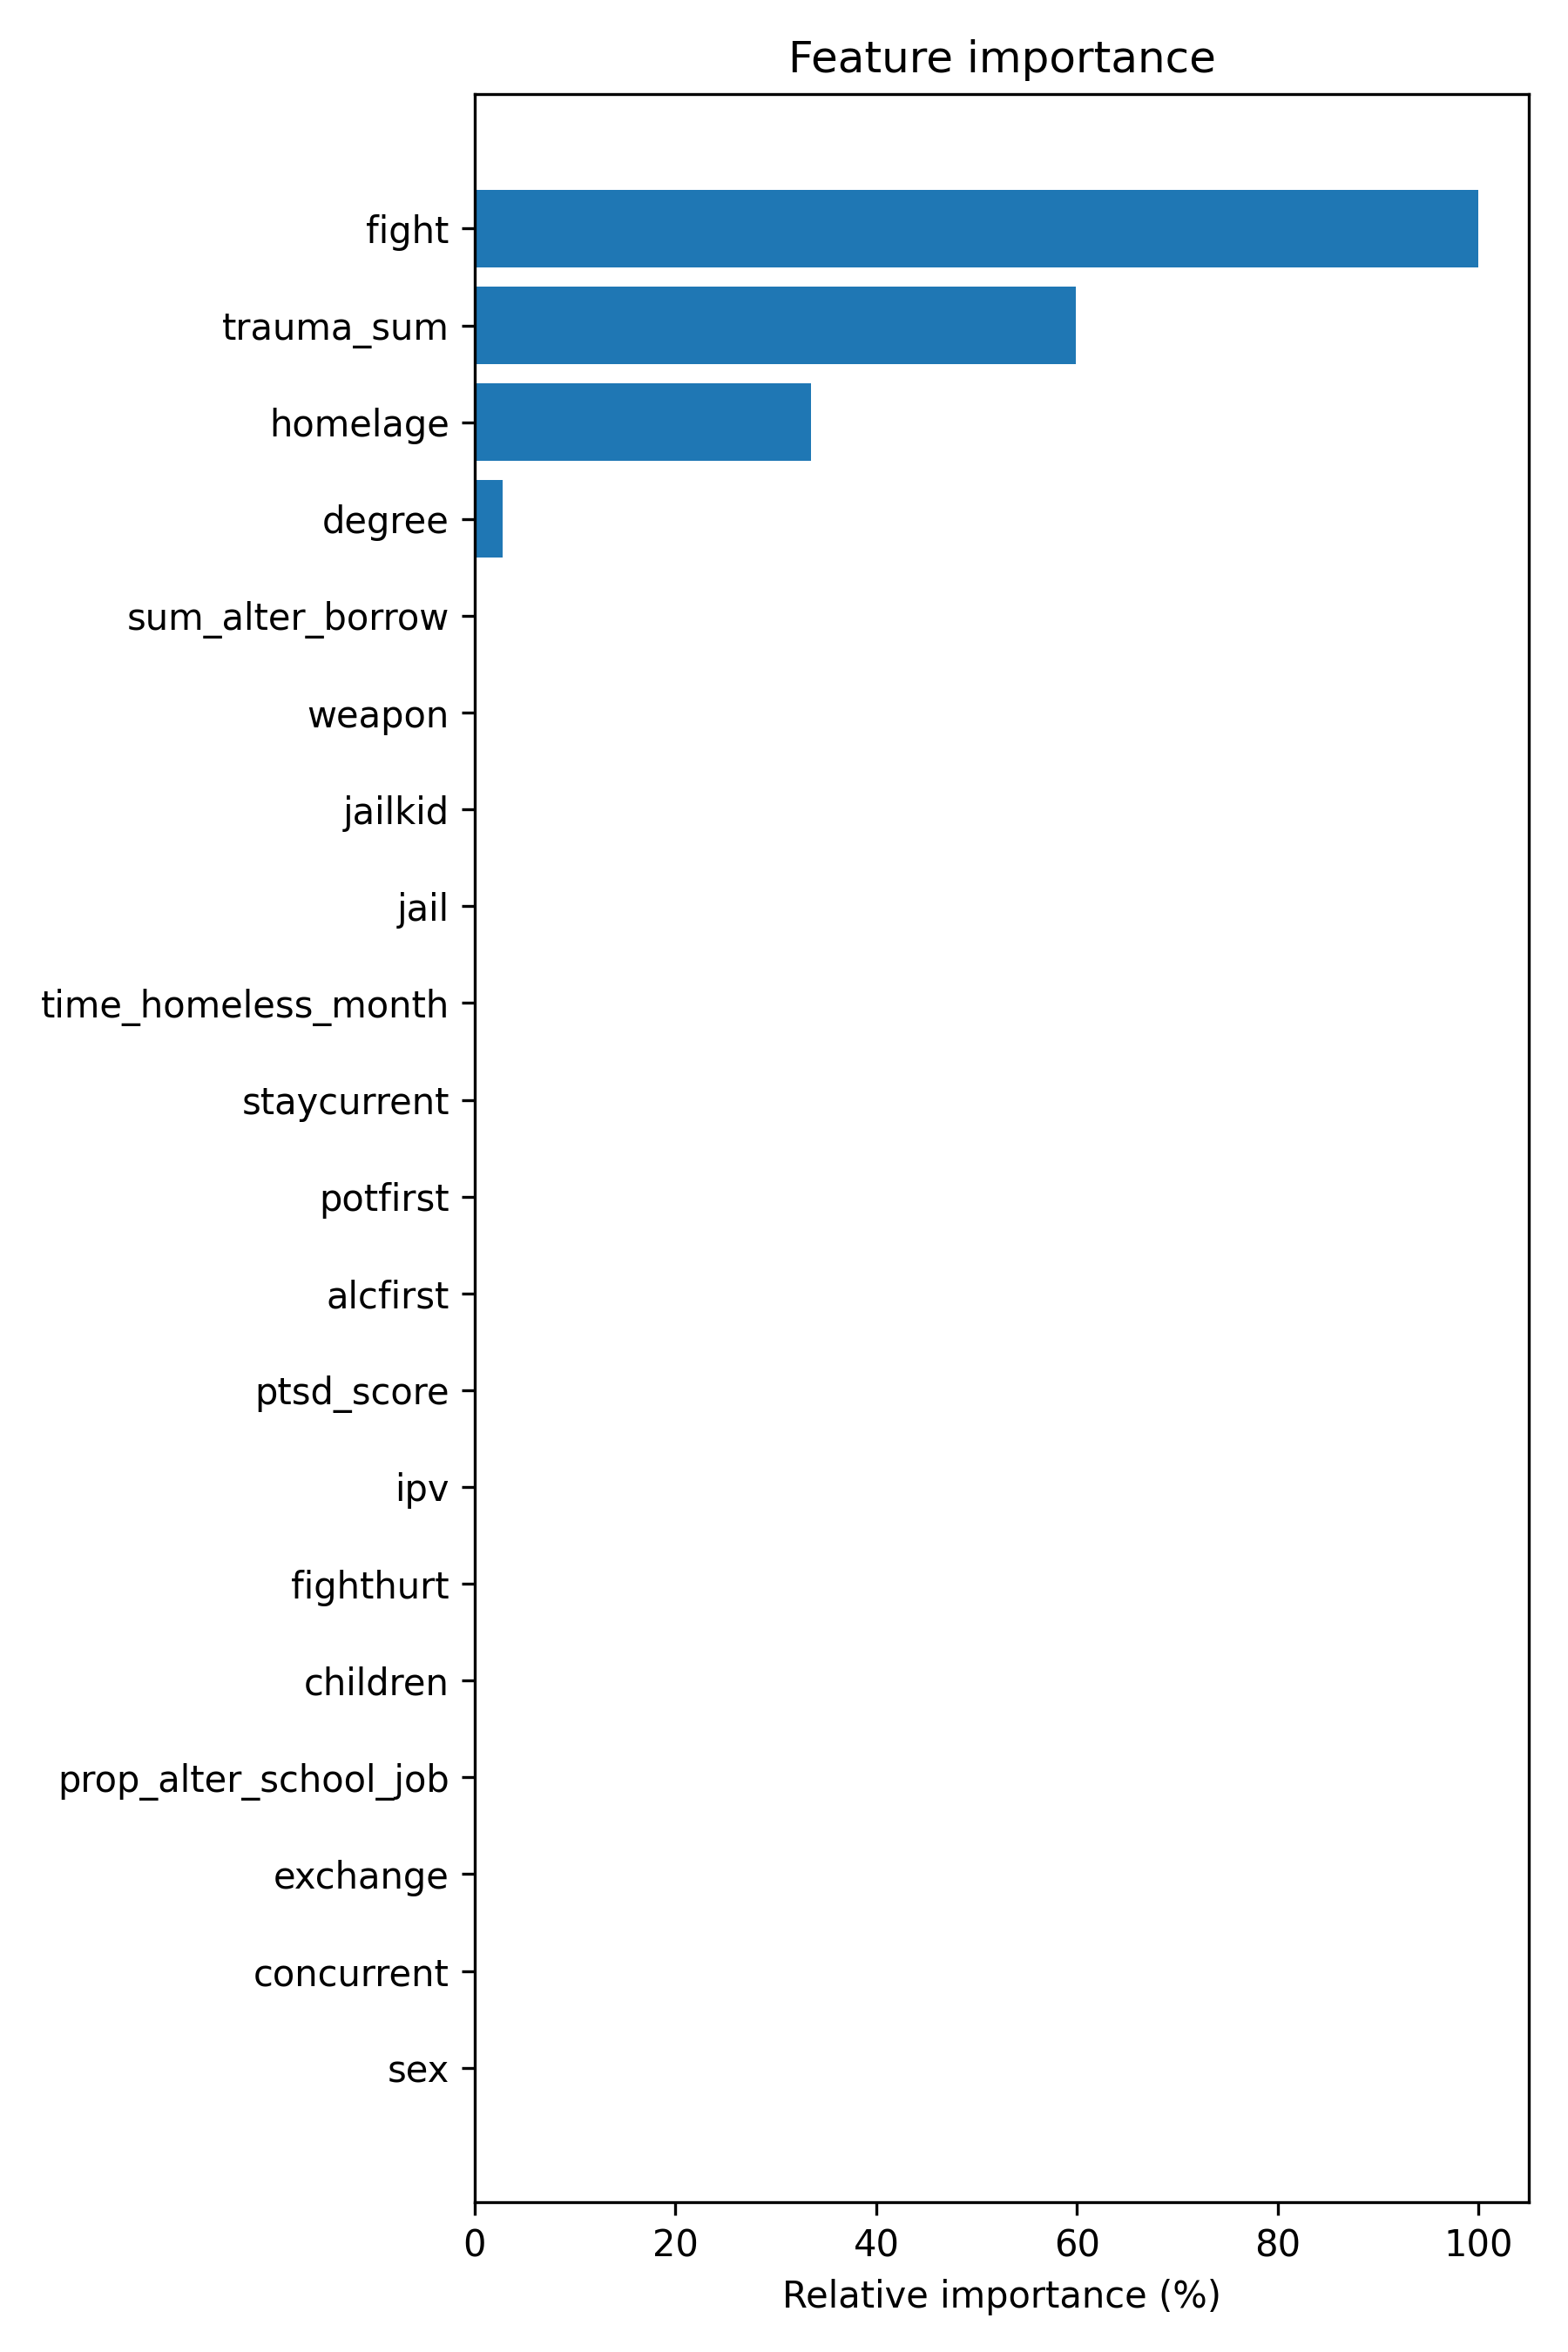 Feature importance
fight
trauma_sum
homelage
degree
sum_alter_borrow
weapon
jailkid
jail
time_homeless_month
staycurrent
potfirst
alcfirst
ptsd_score
ipv
fighthurt
children
prop_alter_school_job
exchange
concurrent
sex
0 20 40 60 80 100
Relative importance (%)